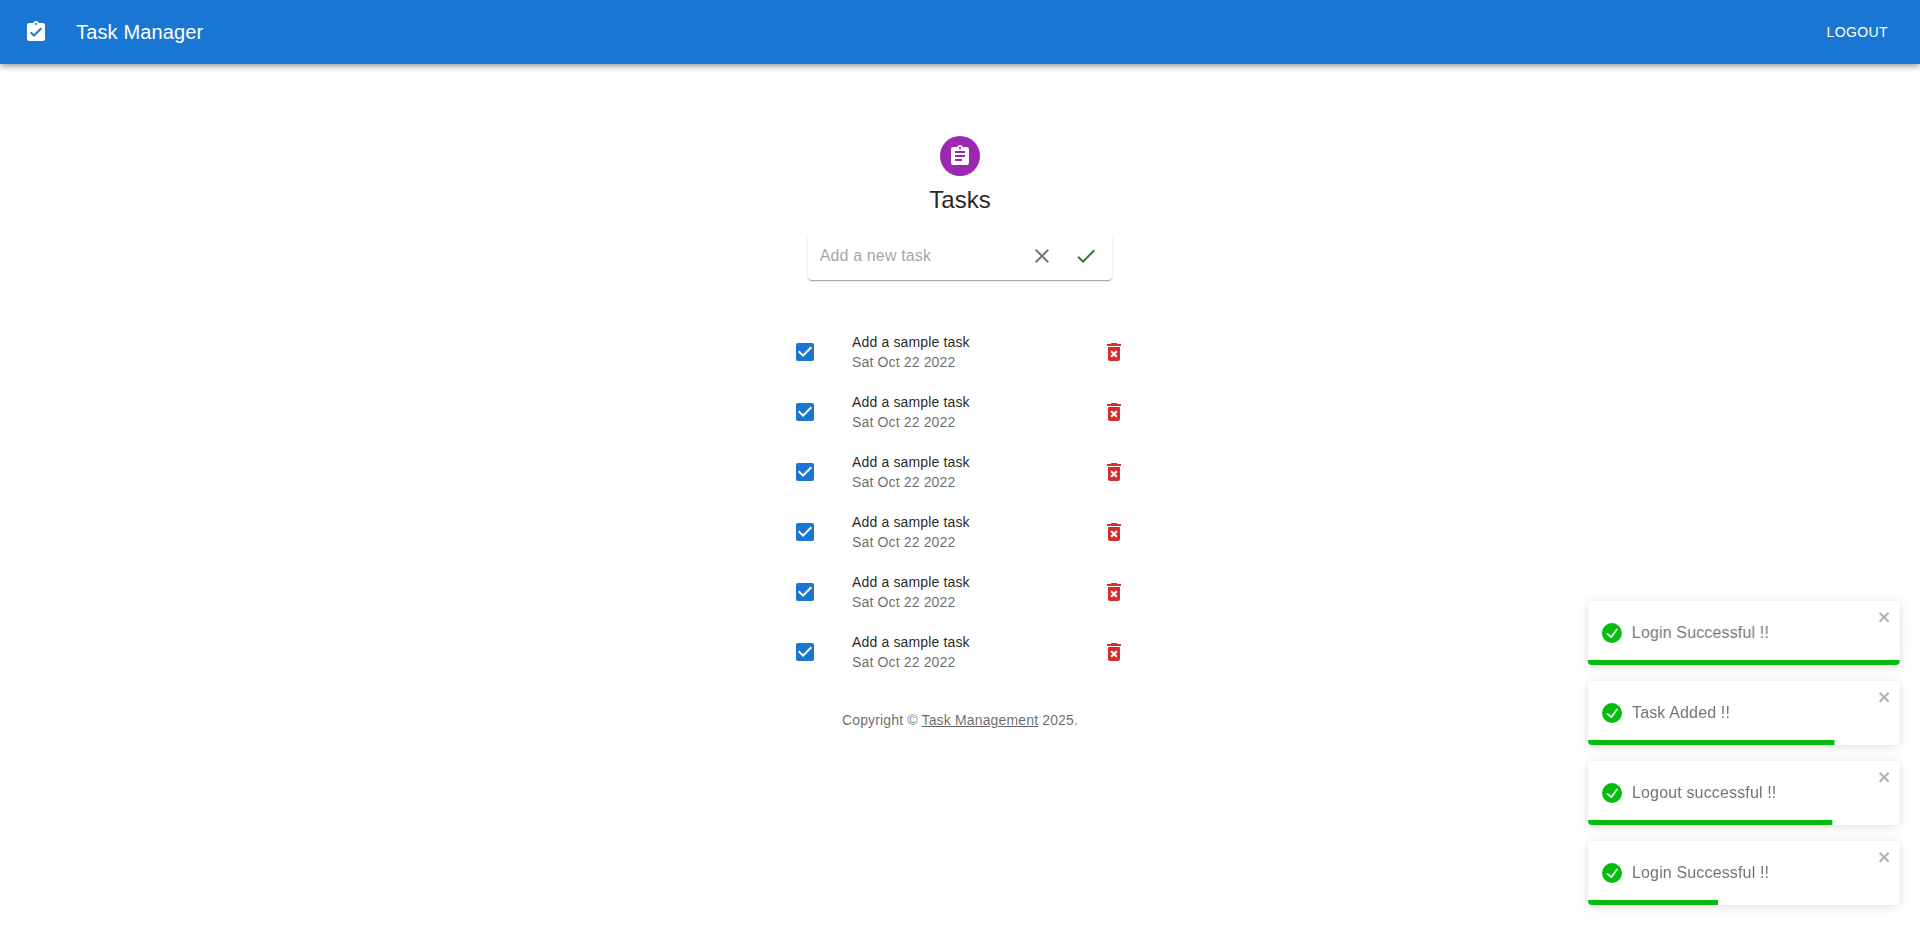 Task Manager
LOGOUT
Tasks
Add a new task
Add a sample task
Sat Oct 22 2022
Add a sample task
Sat Oct 22 2022
Add a sample task
Sat Oct 22 2022
Add a sample task
Sat Oct 22 2022
Add a sample task
Sat Oct 22 2022
Add a sample task
Sat Oct 22 2022
Copyright © Task Management 2025.
Login Successful !!
Task Added !!
Logout successful !!
Login Successful !!